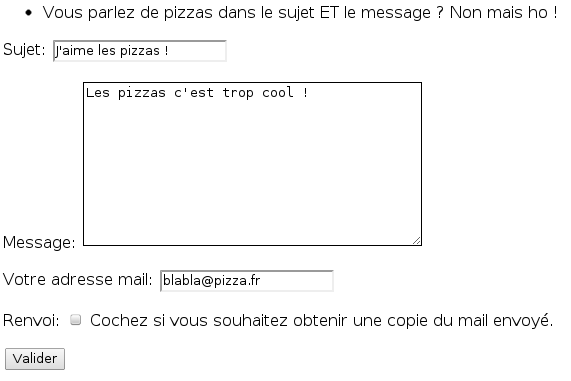 Vous parlez de pizzas dans le sujet ET le message ? Non mais ho !
Sujet: J'aime les pizzas !
Les pizzas c'est trop cool !
Message:
Votre adresse mail: blabla@pizza.fr
Renvoi: Cochez si vous souhaitez obtenir une copie du mail envoyé.
Valider